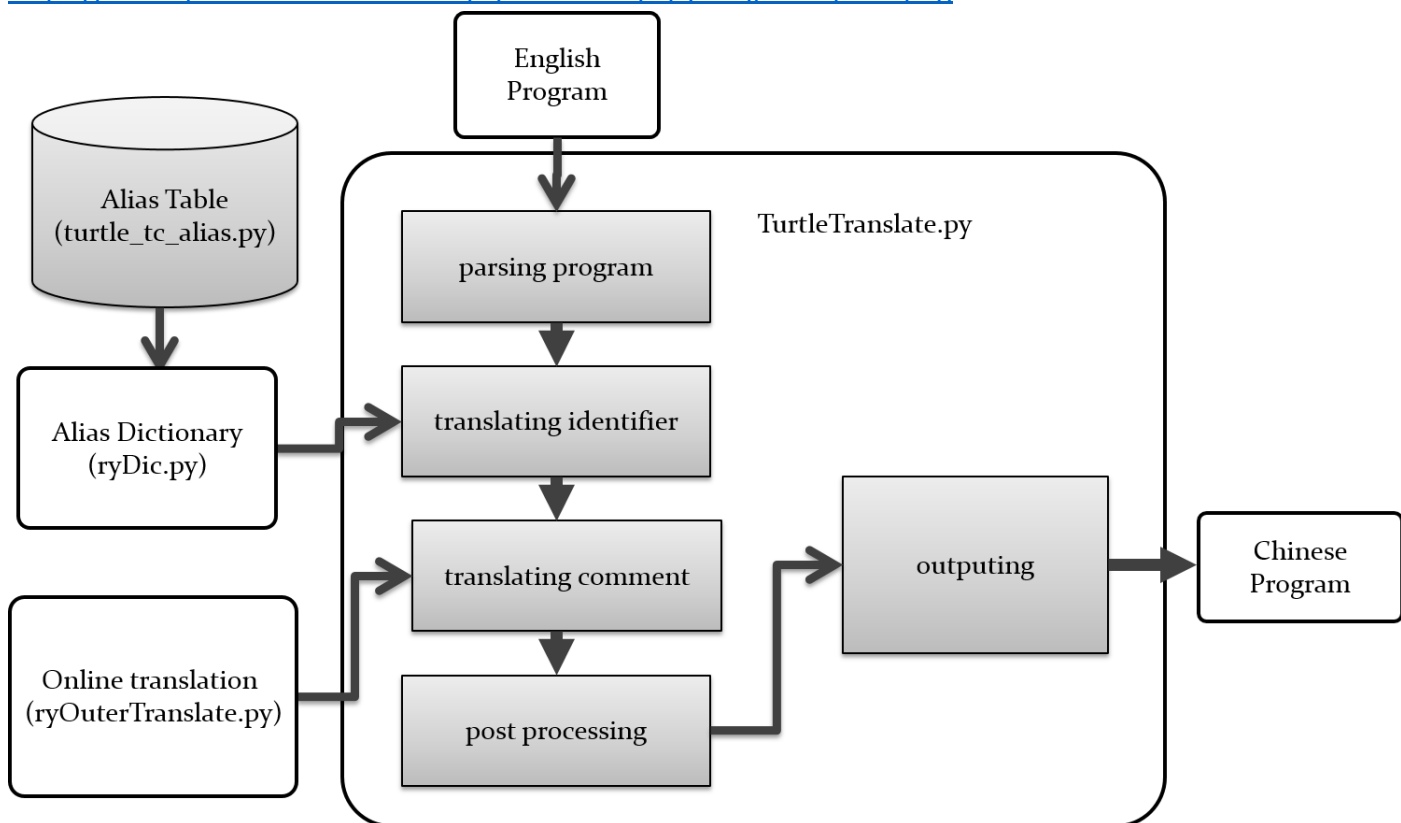 English
Program
Alias Table
(turtle_tc_alias.py)
TurtleTranslate.py
parsing program
Alias Dictionary
(ryDic.py)
translating identifier
translating comment
outputing
Chinese
Program
Online translation
(ryOuterTranslate.py)
post processing